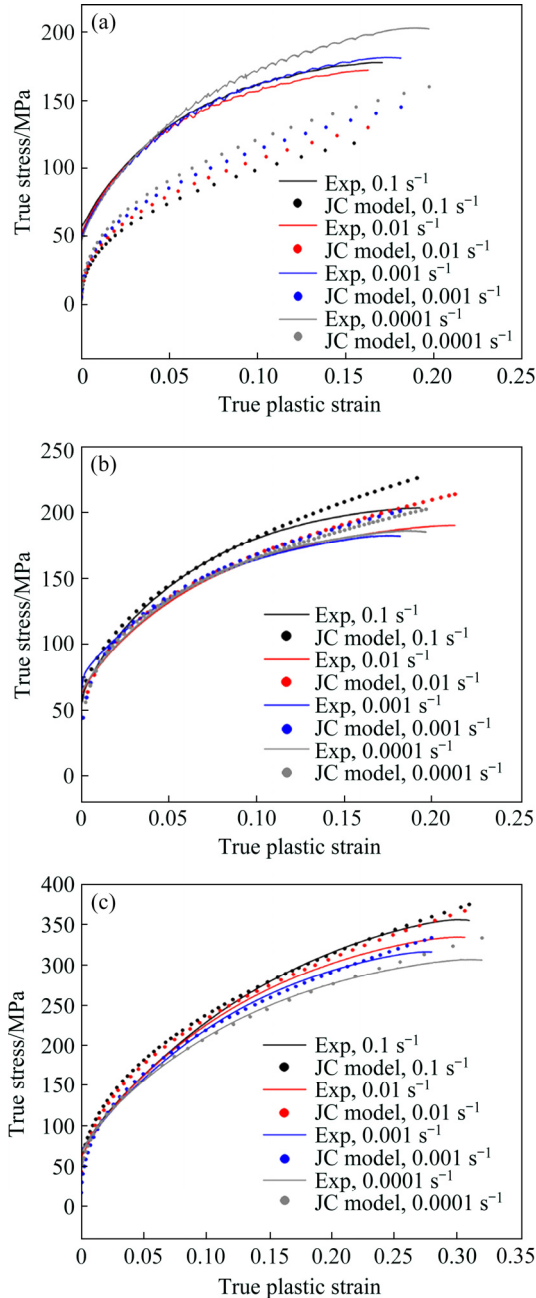 (a)
True stress/MPa
200
150
100
50
0
Exp, 0.1 s⁻¹
JC model, 0.1 s⁻¹
Exp, 0.01 s⁻¹
JC model, 0.01 s⁻¹
Exp, 0.001 s⁻¹
JC model, 0.001 s⁻¹
Exp, 0.0001 s⁻¹
JC model, 0.0001 s⁻¹
0 0.05 0.10 0.15 0.20 0.25
True plastic strain
(b)
True stress/MPa
250
200
150
100
50
0
Exp, 0.1 s⁻¹
JC model, 0.1 s⁻¹
Exp, 0.01 s⁻¹
JC model, 0.01 s⁻¹
Exp, 0.001 s⁻¹
JC model, 0.001 s⁻¹
Exp, 0.0001 s⁻¹
JC model, 0.0001 s⁻¹
0 0.05 0.10 0.15 0.20 0.25
True plastic strain
(c)
True stress/MPa
400
350
300
250
200
150
100
50
0
Exp, 0.1 s⁻¹
JC model, 0.1 s⁻¹
Exp, 0.01 s⁻¹
JC model, 0.01 s⁻¹
Exp, 0.001 s⁻¹
JC model, 0.001 s⁻¹
Exp, 0.0001 s⁻¹
JC model, 0.0001 s⁻¹
0 0.05 0.10 0.15 0.20 0.25 0.30 0.35
True plastic strain